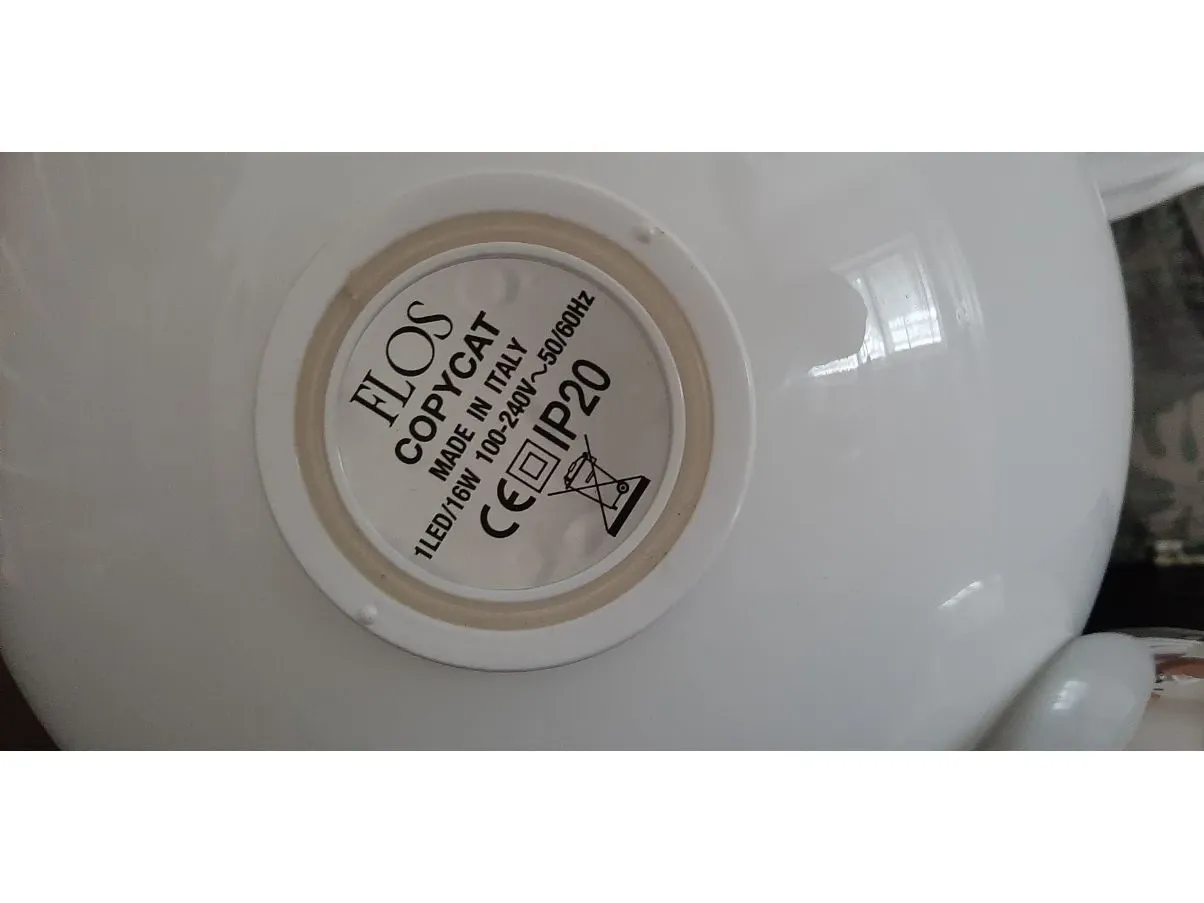 FLOS
COPYCAT
MADE IN ITALY
1LED/16W 100-240V~50/60Hz
CE IP20